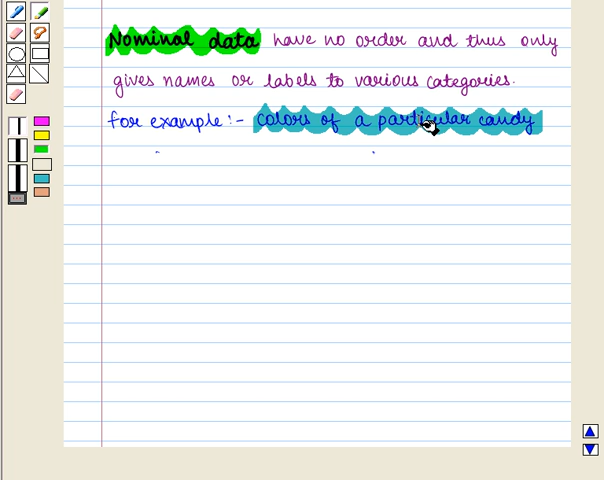 Nominal data have no order and thus only
gives names or labels to various categories.
for example:- colors of a particular candy